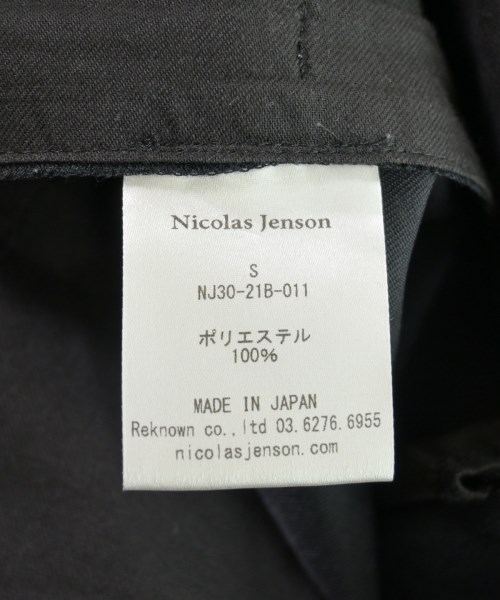 Nicolas Jenson
S
NJ30-21B-011
ポリエステル
100%
MADE IN JAPAN
Reknown co.,ltd 03.6276.6955
nicolasjenson.com